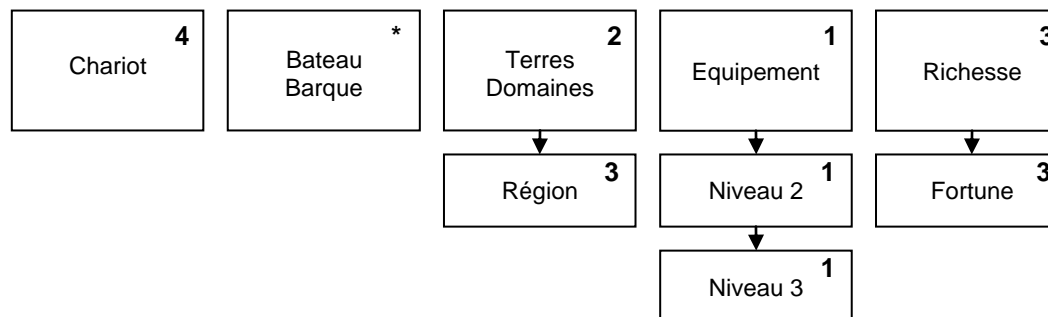 4
Chariot
*
Bateau
Barque
2
Terres
Domaines
1
Equipement
3
Richesse
3
Région
1
Niveau 2
3
Fortune
1
Niveau 3